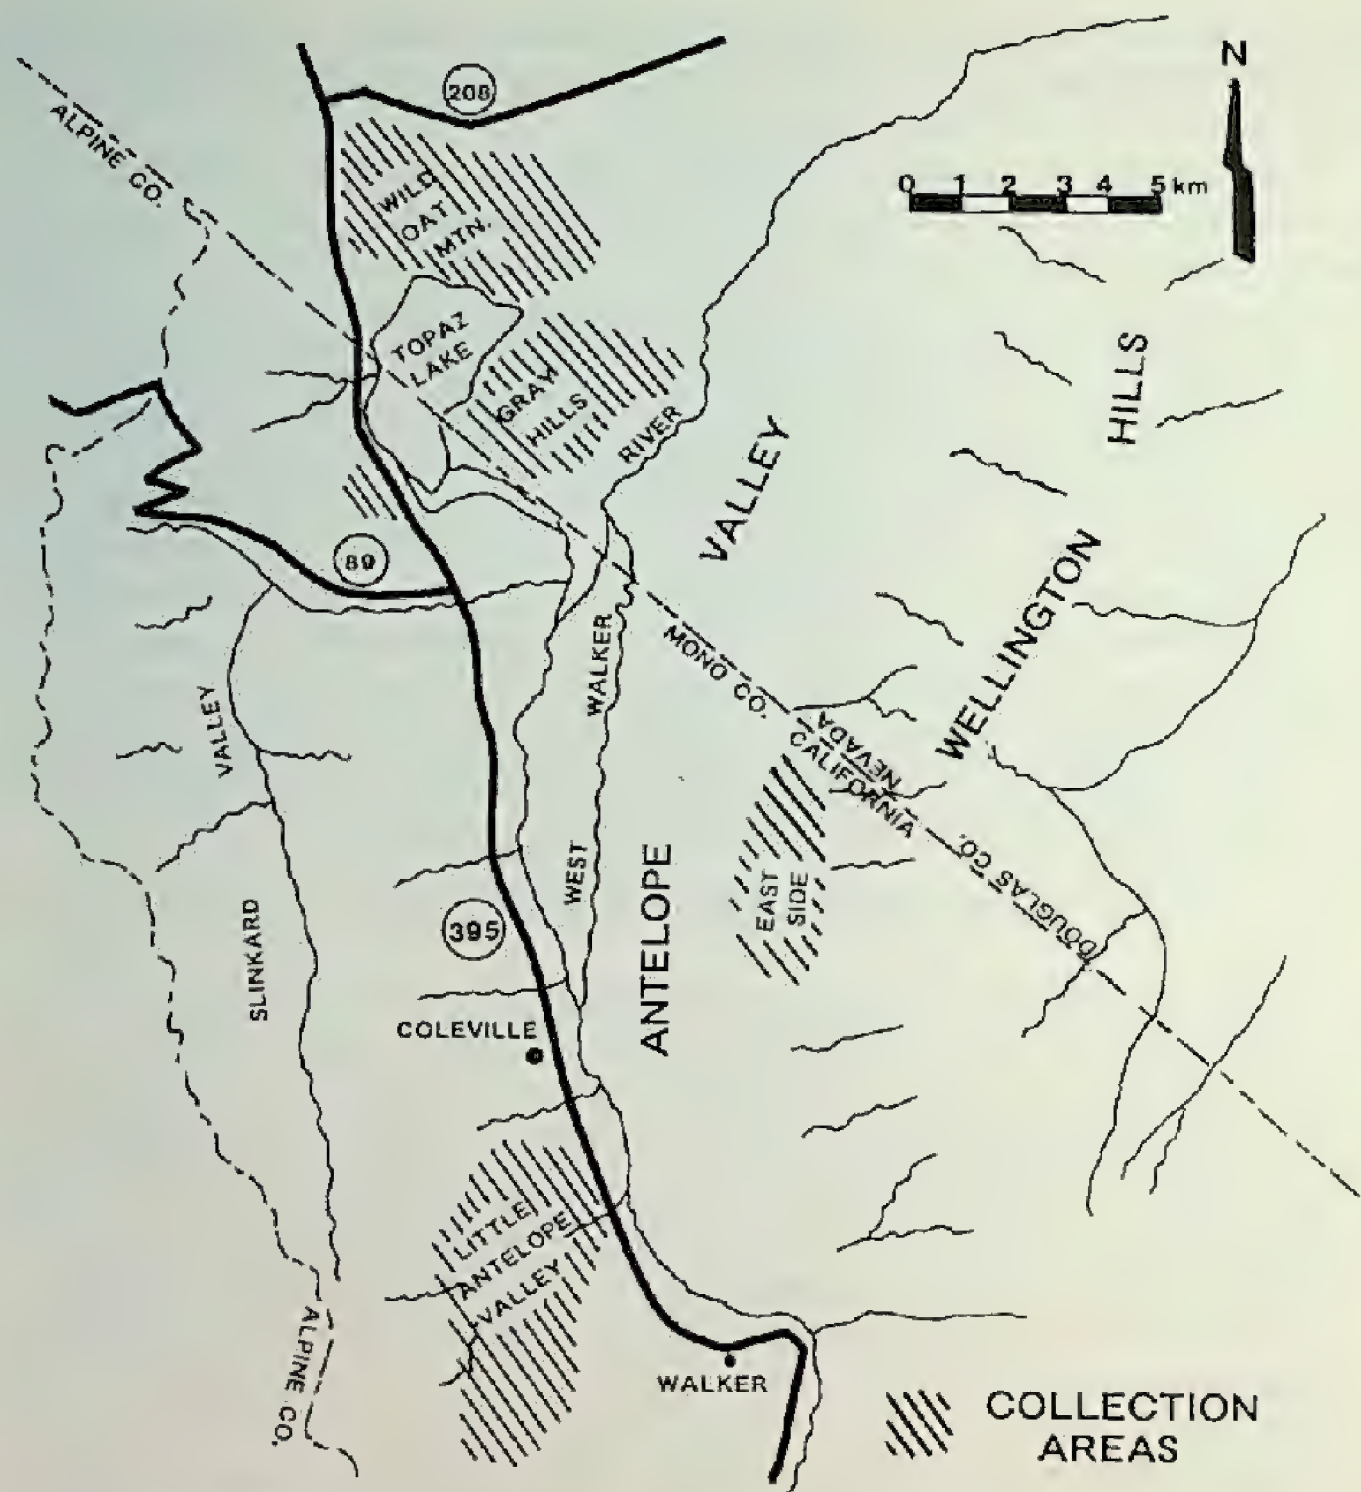 N
208
ALPINE CO.
0 1 2 3 4 5 km
WILD
OAT
MTN.
TOPAZ
LAKE
GRAY
HILLS
RIVER
HILLS
VALLEY
89
WELLINGTON
WALKER
MONO CO.
VALLEY
NEVADA
CALIFORNIA
DOUGLAS CO.
WEST
EAST
SIDE
395
SLINKARD
ANTELOPE
COLEVILLE
LITTLE
ANTELOPE
VALLEY
ALPINE CO.
WALKER
COLLECTION
AREAS